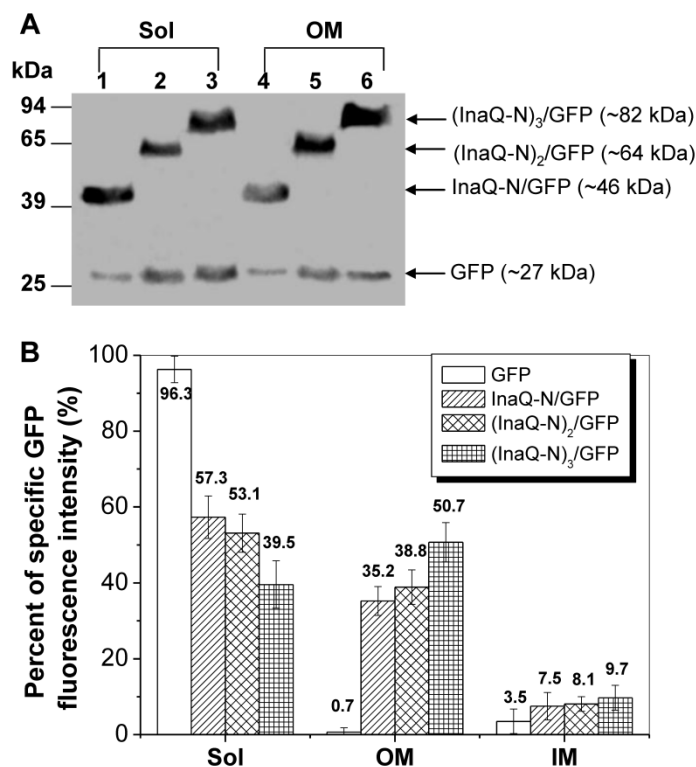 A
Sol OM
kDa 1 2 3 4 5 6
94
65
39
25
(InaQ-N)₃/GFP (~82 kDa)
(InaQ-N)₂/GFP (~64 kDa)
InaQ-N/GFP (~46 kDa)
GFP (~27 kDa)
B
Percent of specific GFP
fluorescence intensity (%)
100
80
60
40
20
0
96.3
57.3
53.1
39.5
0.7
35.2
38.8
50.7
3.5
7.5
8.1
9.7
GFP
InaQ-N/GFP
(InaQ-N)₂/GFP
(InaQ-N)₃/GFP
Sol OM IM